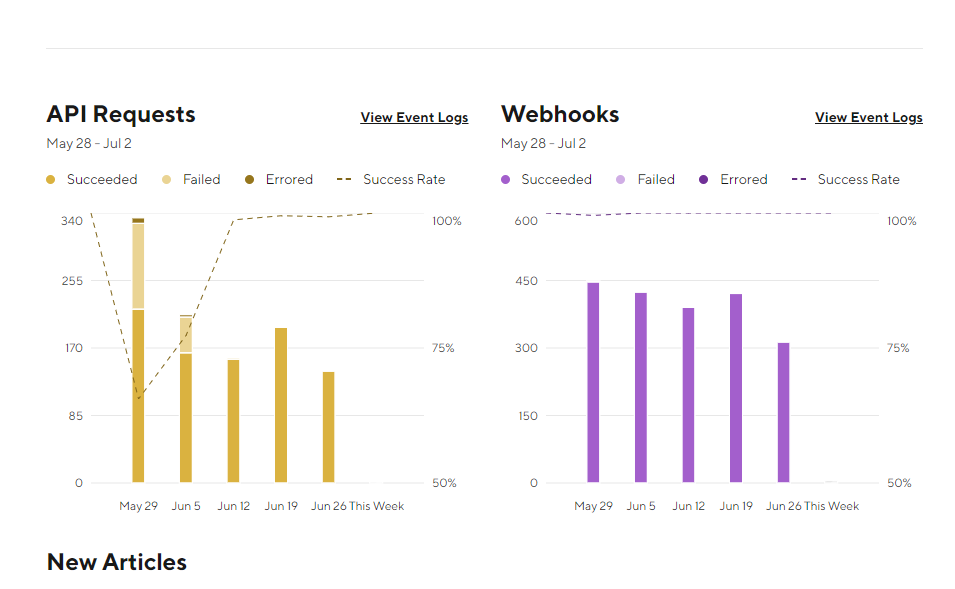 API Requests
View Event Logs
May 28 - Jul 2
Succeeded Failed Errored Success Rate
340 100%
255
170 75%
85
0 50%
May 29 Jun 5 Jun 12 Jun 19 Jun 26 This Week
Webhooks
View Event Logs
May 28 - Jul 2
Succeeded Failed Errored Success Rate
600 100%
450
300 75%
150
0 50%
May 29 Jun 5 Jun 12 Jun 19 Jun 26 This Week
New Articles